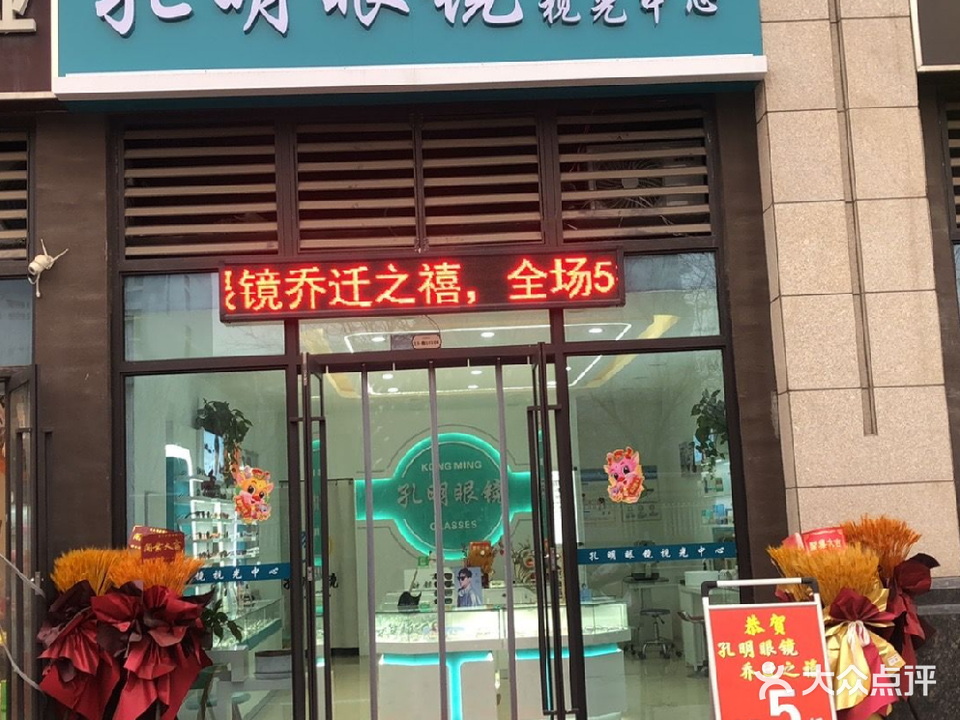 孔明眼镜视光中心
镜乔迁之禧，全场5
KONG MING
孔明眼镜
GLASSES
镜视光中心
孔明眼镜视光中心
恭贺
孔明眼镜
乔之禧
5
大众点评